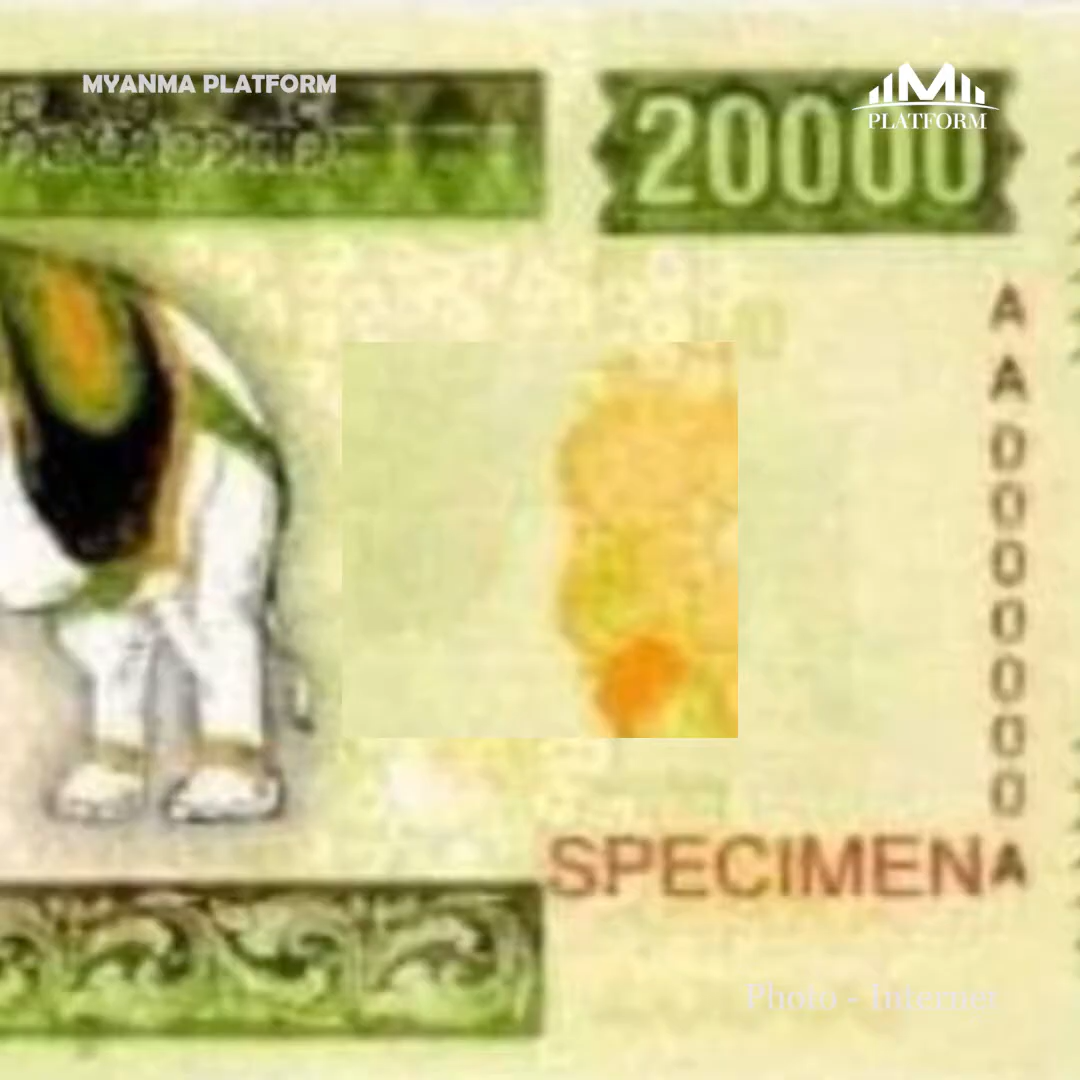 MYANMA PLATFORM
M
PLATFORM
20000
A A 0 0 0 0 0 0 0 A
SPECIMEN
Photo - Internet